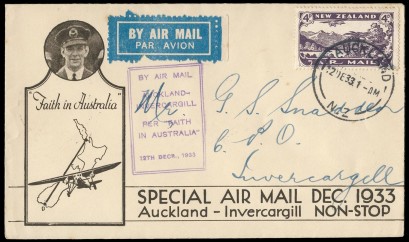 BY AIR MAIL
PAR AVION
NEW ZEALAND
AIR MAIL
AUCKLAND
N.Z
"Faith in Australia"
BY AIR MAIL
AUCKLAND-
INVERCARGILL
PER "FAITH
IN AUSTRALIA"
12TH DECR., 1933
Mr. G. S.
C. P. O.
Invercargill
SPECIAL AIR MAIL DEC. 1933
Auckland - Invercargill NON-STOP